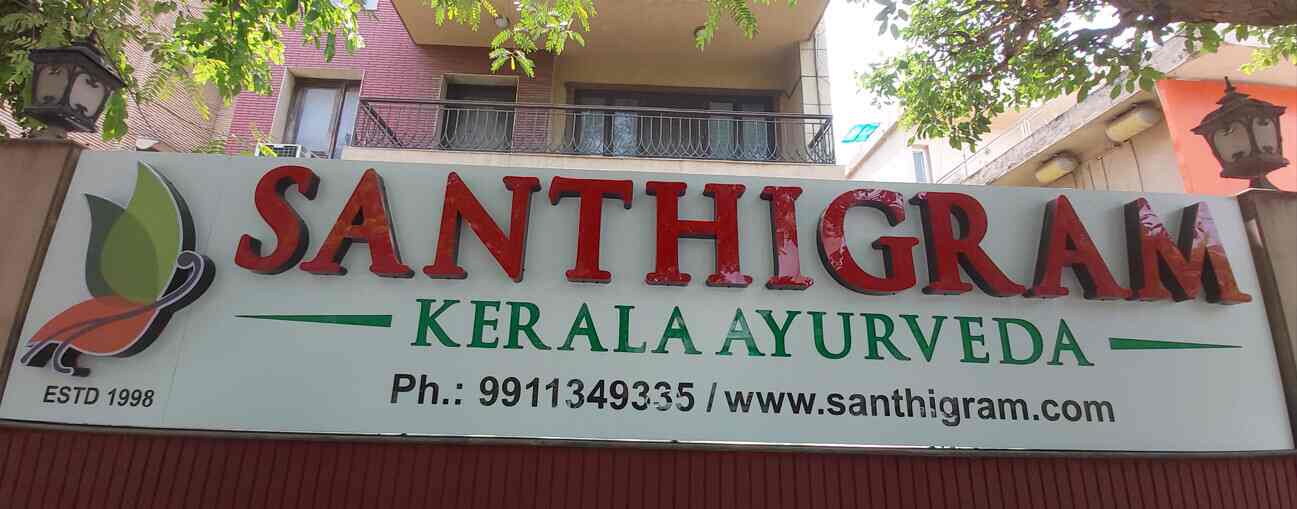 SANTHIGRAM
KERALA AYURVEDA
Ph.: 9911349335 / www.santhigram.com
ESTD 1998